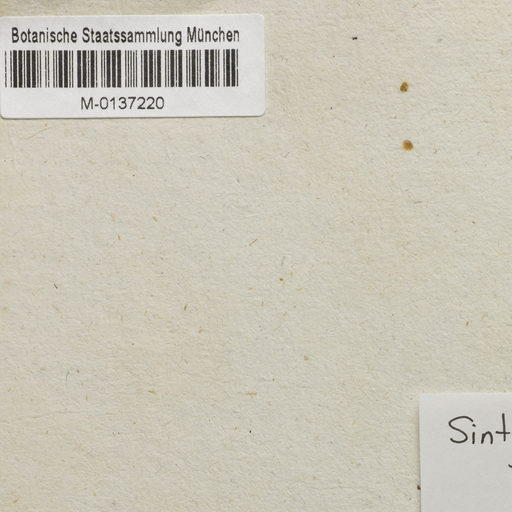 Botanische Staatssammlung München
M-0137220
Sint